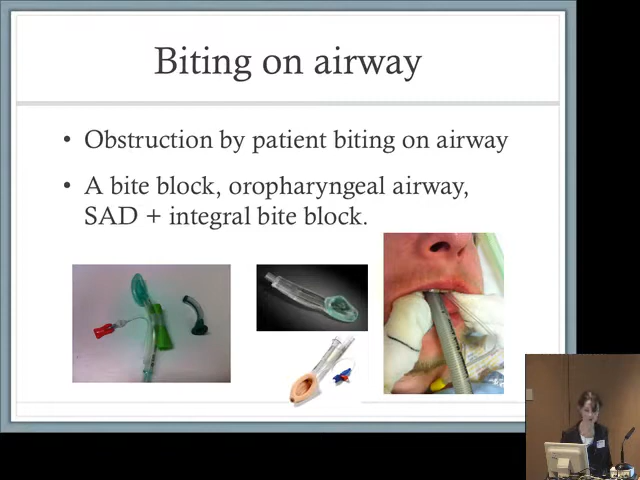 Biting on airway
• Obstruction by patient biting on airway
• A bite block, oropharyngeal airway,
SAD + integral bite block.